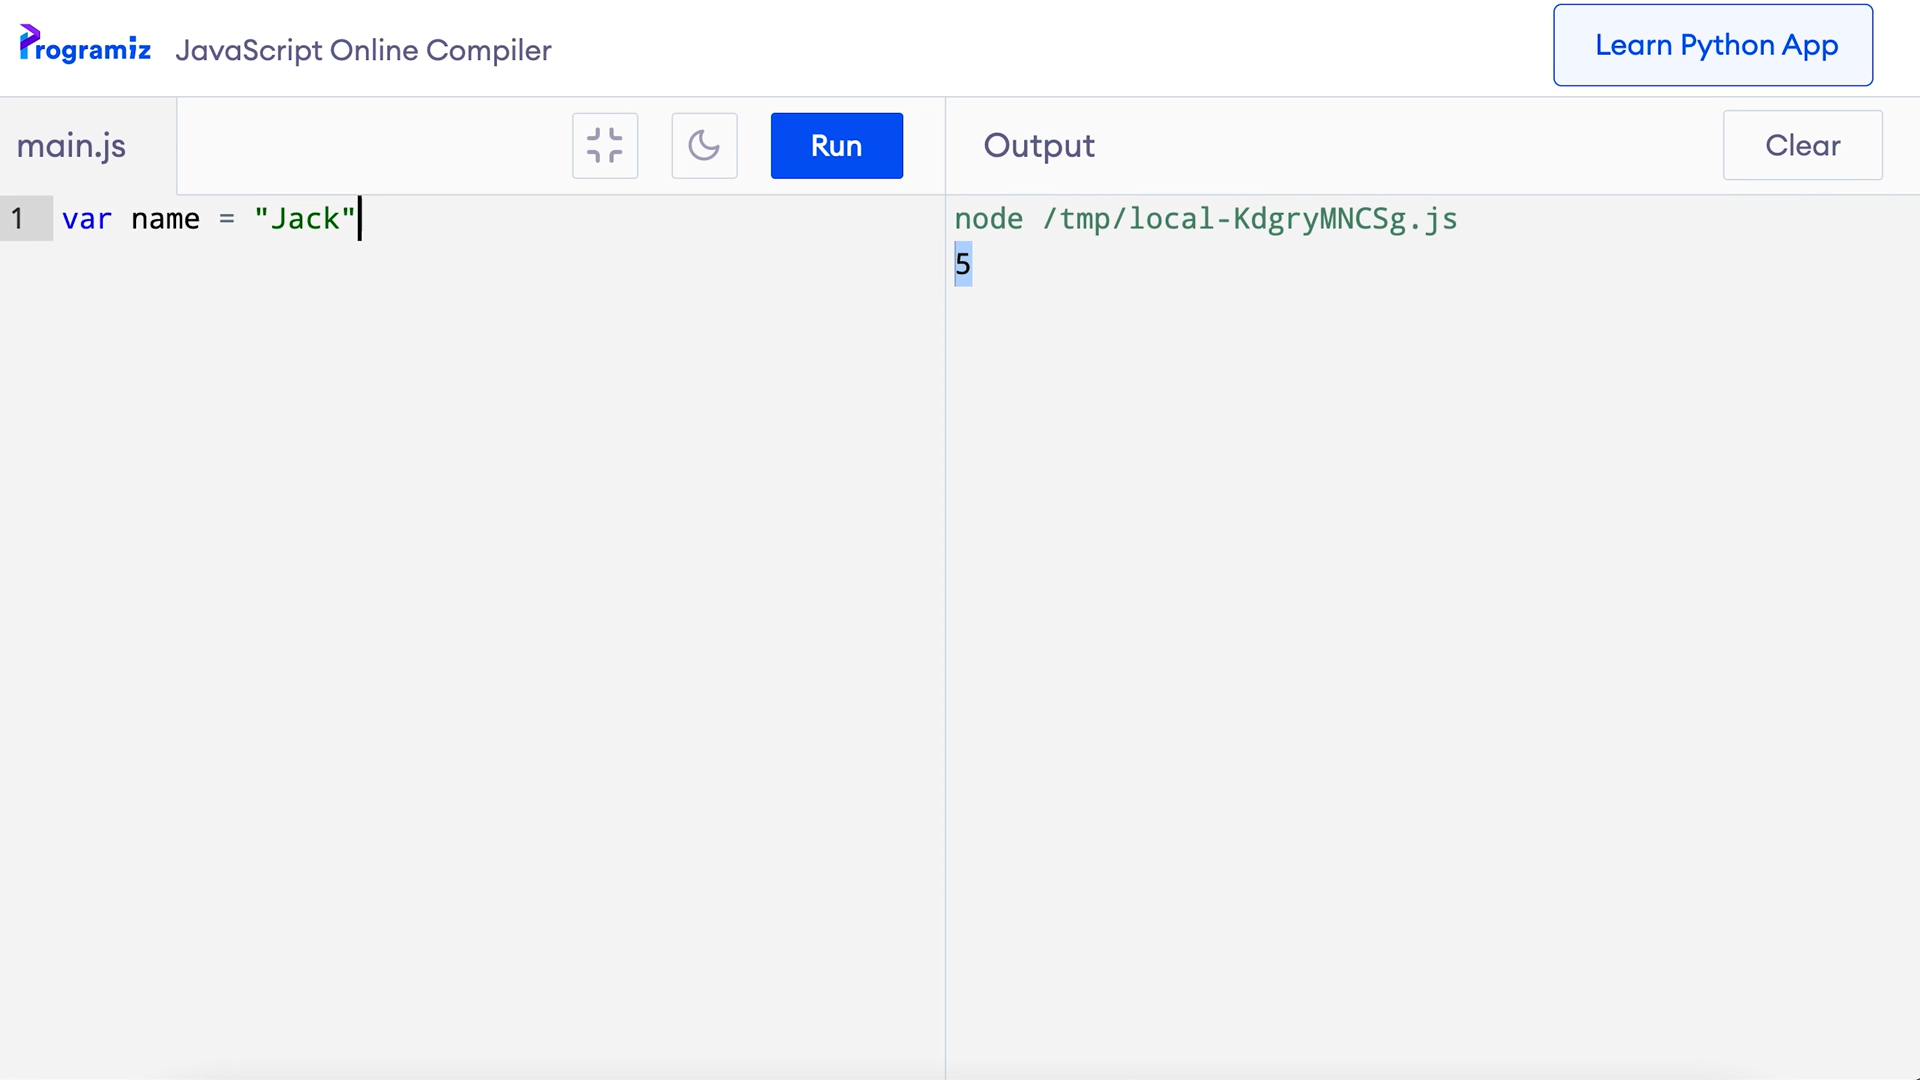 Programiz JavaScript Online Compiler
Learn Python App
main.js
Run
Output
Clear
1 var name = "Jack"
node /tmp/local-KdgryMNCSg.js
5